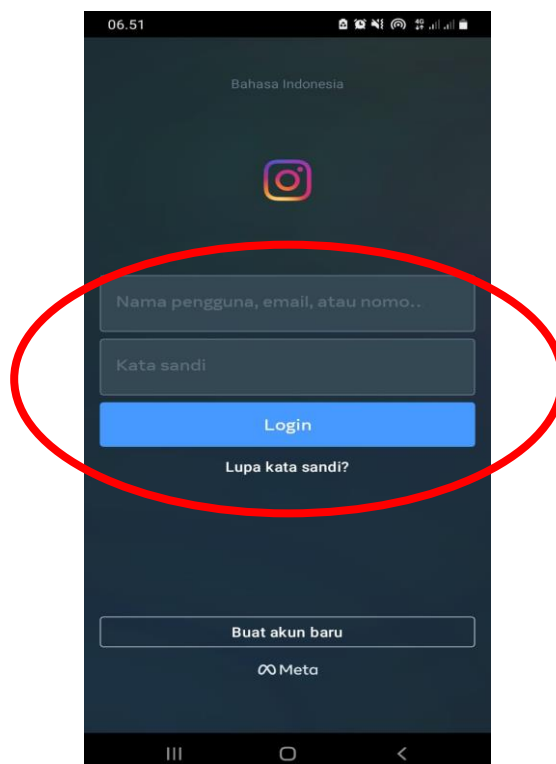 06.51
4G
Bahasa Indonesia
Nama pengguna, email, atau nomo..
Kata sandi
Login
Lupa kata sandi?
Buat akun baru
Meta